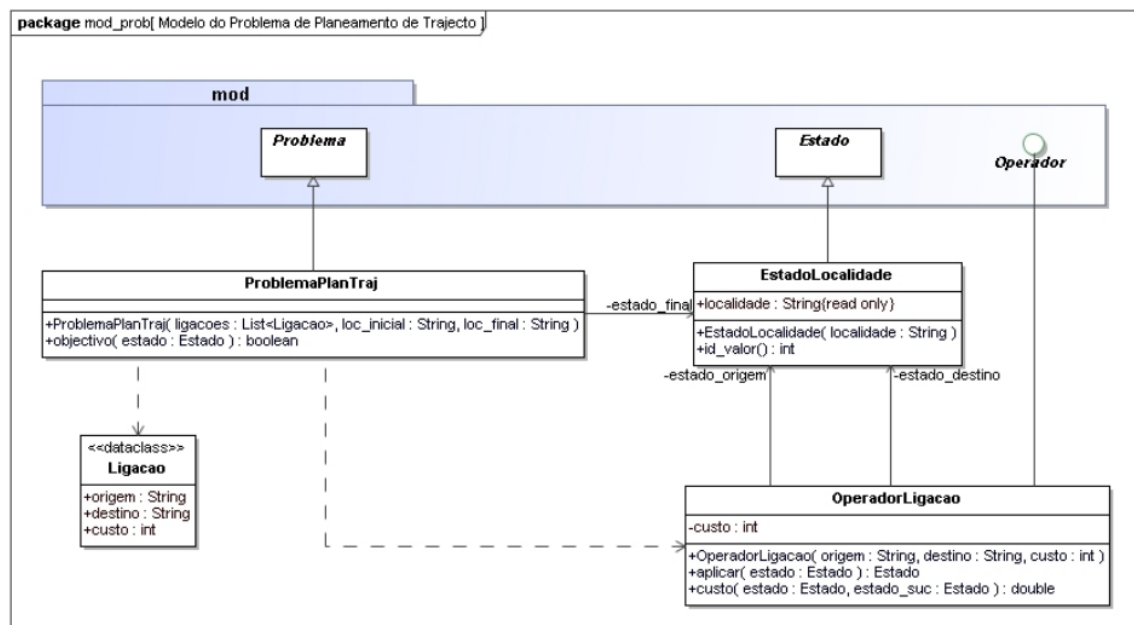 package mod_prob[ Modelo do Problema de Planeamento de Trajecto ]
mod
Problema
Estado
Operador
ProblemaPlanTraj
+ProblemaPlanTraj( ligacoes : List<Ligacao>, loc_inicial : String, loc_final : String )
+objectivo( estado : Estado ) : boolean
-estado_final
EstadoLocalidade
+localidade : String{read only}
+EstadoLocalidade( localidade : String )
+id_valor() : int
-estado_origem
-estado_destino
<<dataclass>>
Ligacao
+origem : String
+destino : String
+custo : int
OperadorLigacao
-custo : int
+OperadorLigacao( origem : String, destino : String, custo : int )
+aplicar( estado : Estado ) : Estado
+custo( estado : Estado, estado_suc : Estado ) : double